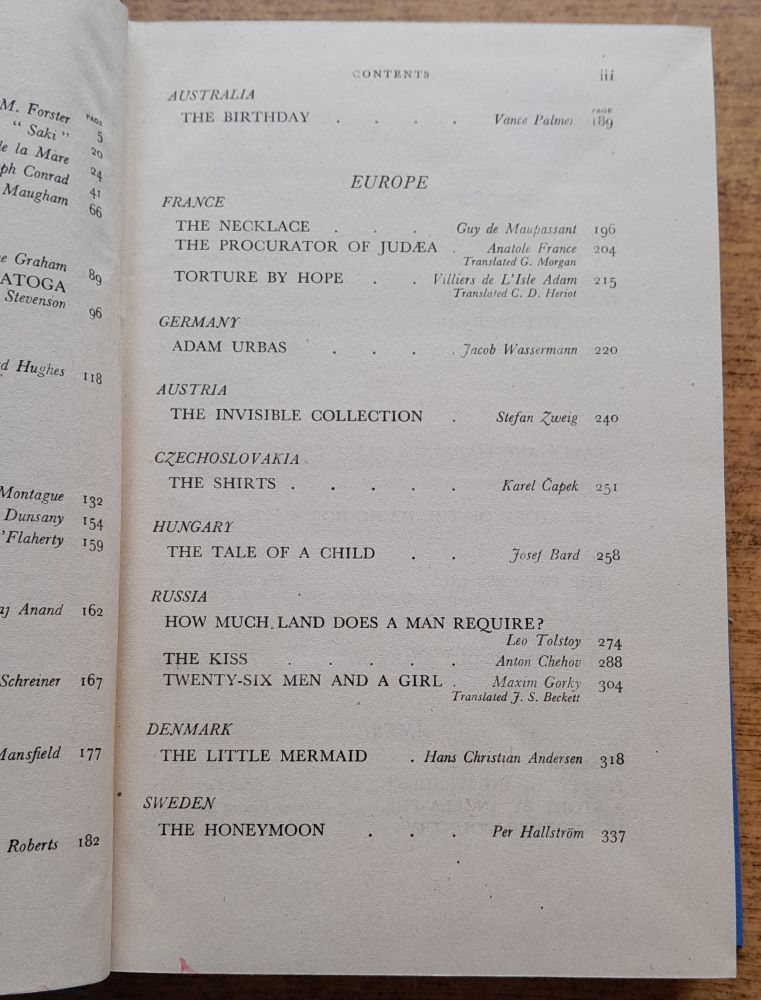 M. Forster
PAGE
5
" Saki "
20
le la Mare
24
ph Conrad
41
Maugham
66
e Graham
89
ATOGA
Stevenson
96
d Hughes
118
Montague
132
Dunsany
154
'Flaherty
159
aj Anand
162
Schreiner
167
Mansfield
177
Roberts
182
CONTENTS iii
AUSTRALIA
PAGE
THE BIRTHDAY . . . . Vance Palmer 189
EUROPE
FRANCE
THE NECKLACE . . . Guy de Maupassant 196
THE PROCURATOR OF JUDÆA . Anatole France 204
Translated G. Morgan
TORTURE BY HOPE . . Villiers de L'Isle Adam 215
Translated C. D. Heriot
GERMANY
ADAM URBAS . . . . Jacob Wassermann 220
AUSTRIA
THE INVISIBLE COLLECTION . Stefan Zweig 240
CZECHOSLOVAKIA
THE SHIRTS . . . . . Karel Čapek 251
HUNGARY
THE TALE OF A CHILD . . Josef Bard 258
RUSSIA
HOW MUCH LAND DOES A MAN REQUIRE?
Leo Tolstoy 274
THE KISS . . . . . Anton Chehov 288
TWENTY-SIX MEN AND A GIRL . Maxim Gorky 304
Translated J. S. Beckett
DENMARK
THE LITTLE MERMAID . Hans Christian Andersen 318
SWEDEN
THE HONEYMOON . . . Per Hallström 337